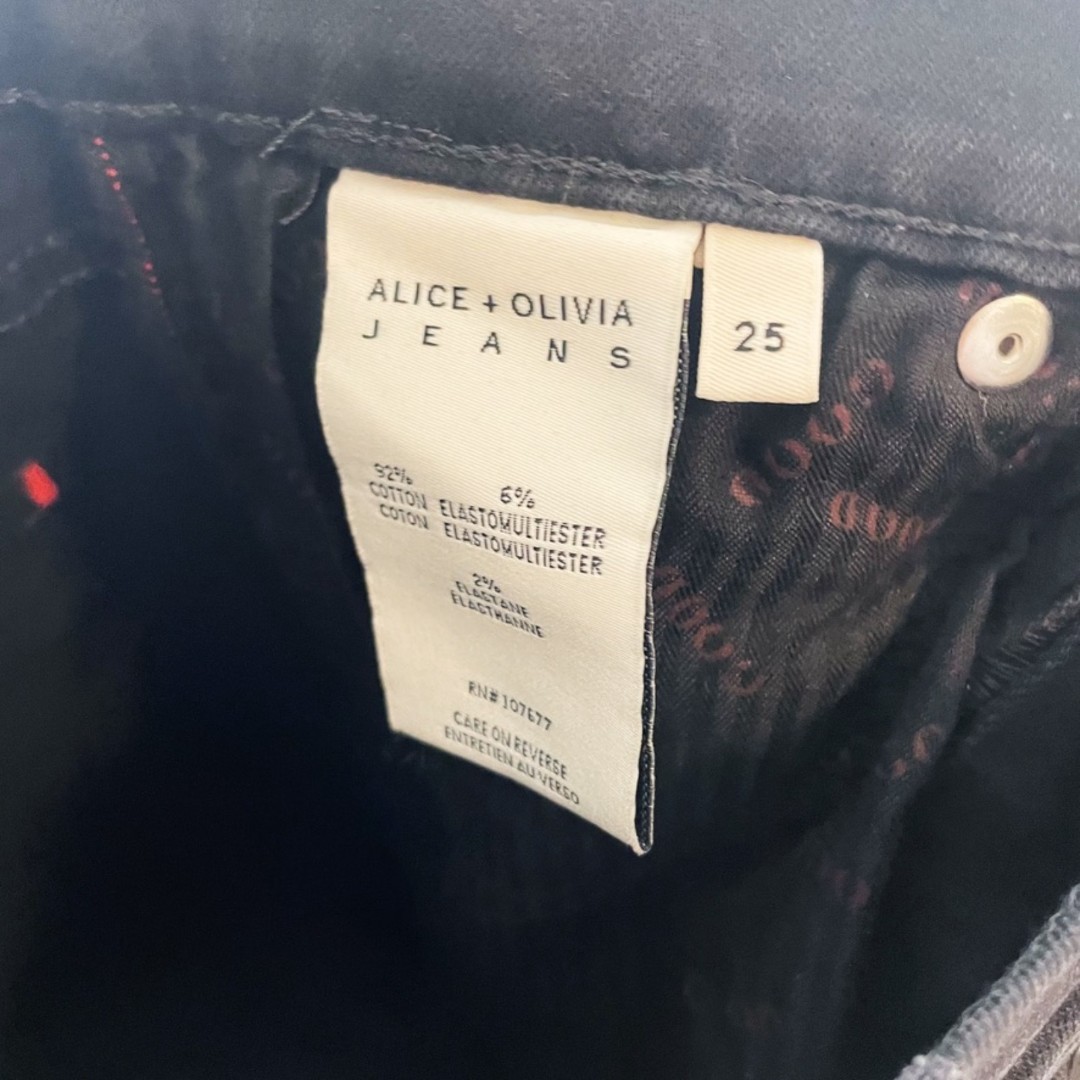 ALICE + OLIVIA
JEANS
25
92%
COTTON
COTON
6%
ELASTOMULTIESTER
ELASTOMULTIESTER
2%
ELASTANE
ELASTHANNE
RN# 107677
CARE ON REVERSE
ENTRETIEN AU VERSO